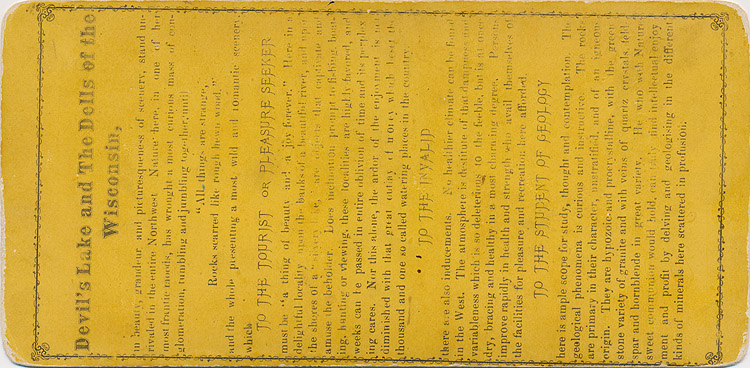 Devil's Lake and The Dells of the
Wisconsin,
in beauty, grandeur and picturesqueness of scenery, stand un-
rivaled in the entire Northwest Nature here, in one of her
most frantic moods, has wrought a most curious mass of con-
glomeration, tumbling and jumbling together, until
"All things are strange,
Rocks scarred like rough hewn wood,"
and the whole presenting a most wild and romantic scenery,
which
TO THE TOURIST OR PLEASURE SEEKER
must be "a thing of beauty and a joy forever." Here in a
delightful locality upon the banks of a beautiful river, and upon
the shores of a are objects that captivate and
amuse the beholder. Does inclination prompt to fishing, boat-
ing, hunting or viewing, these localities are highly favored, and
weeks can be passed in entire oblivion of time and its perplex-
ing cares. Nor this alone, the ardor of the enjoyment is not
diminished with that great outlay of money which beset the
thousand and one so called watering places in the country.
TO THE INVALID
there are also inducements. No healthier climate can be found
in the West. The atmosphere is destitute of that dampness and
variableness which is so deleterious to the feeble, but is at once
dry, bracing and healthy in a most charming degree. Persons
improve rapidly in health and strength who avail themselves of
the facilities for pleasure and recreation here afforded.
TO THE STUDENT OF GEOLOGY
here is ample scope for study, thought and contemplation. The
geological phenomena is curious and instructive. The rocks
are primary in their character, unstratified, and of an igneous
origin. They are hypozoic and procrystalline, with the green
stone variety of granite and with veins of quartz crystals, feld
spar and hornblende in great variety. He who with Nature
sweet communion would hold, can truly find intellectual enjoy-
ment and profit by delving and geologising in the different
kinds of minerals here scattered in profusion.